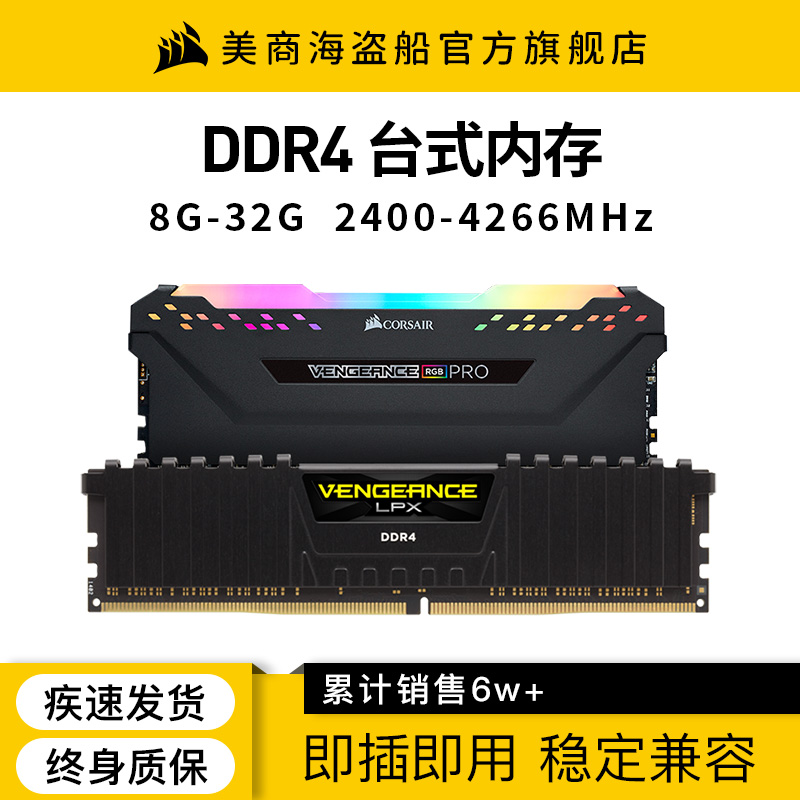 美商海盗船官方旗舰店
DDR4 台式内存
8G-32G 2400-4266MHz
CORSAIR
VENGEANCE RGB PRO
VENGEANCE
LPX
DDR4
累计销售6w+
疾速发货
终身质保
即插即用 稳定兼容